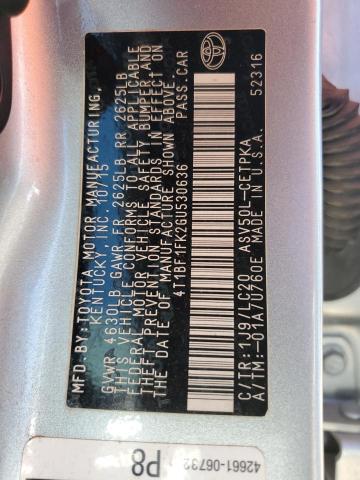 MFD. BY: TOYOTA MOTOR MANUFACTURING,
KENTUCKY, INC. 10/15
GVWR 4630LB GAWR FR 2625LB RR 2625LB
THIS VEHICLE CONFORMS TO ALL APPLICABLE
FEDERAL MOTOR VEHICLE SAFETY, BUMPER, AND
THEFT PREVENTION STANDARDS IN EFFECT ON
THE DATE OF MANUFACTURE SHOWN ABOVE.
4T1BF1FK2GU530636 PASS.CAR
C/TR:1J9/LC20 ASV50L-CETPKA
A/TM:-01A/U760E MADE IN U.S.A.
52316
42661-06732
P8